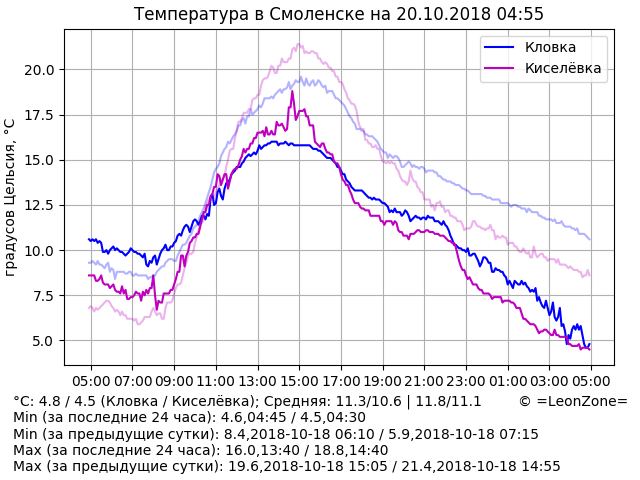 Температура в Смоленске на 20.10.2018 04:55
градусов Цельсия, °C
20.0
17.5
15.0
12.5
10.0
7.5
5.0
Кловка
Киселёвка
05:00 07:00 09:00 11:00 13:00 15:00 17:00 19:00 21:00 23:00 01:00 03:00 05:00
°C: 4.8 / 4.5 (Кловка / Киселёвка); Средняя: 11.3/10.6 | 11.8/11.1 © =LeonZone=
Min (за последние 24 часа): 4.6,04:45 / 4.5,04:30
Min (за предыдущие сутки): 8.4,2018-10-18 06:10 / 5.9,2018-10-18 07:15
Max (за последние 24 часа): 16.0,13:40 / 18.8,14:40
Max (за предыдущие сутки): 19.6,2018-10-18 15:05 / 21.4,2018-10-18 14:55